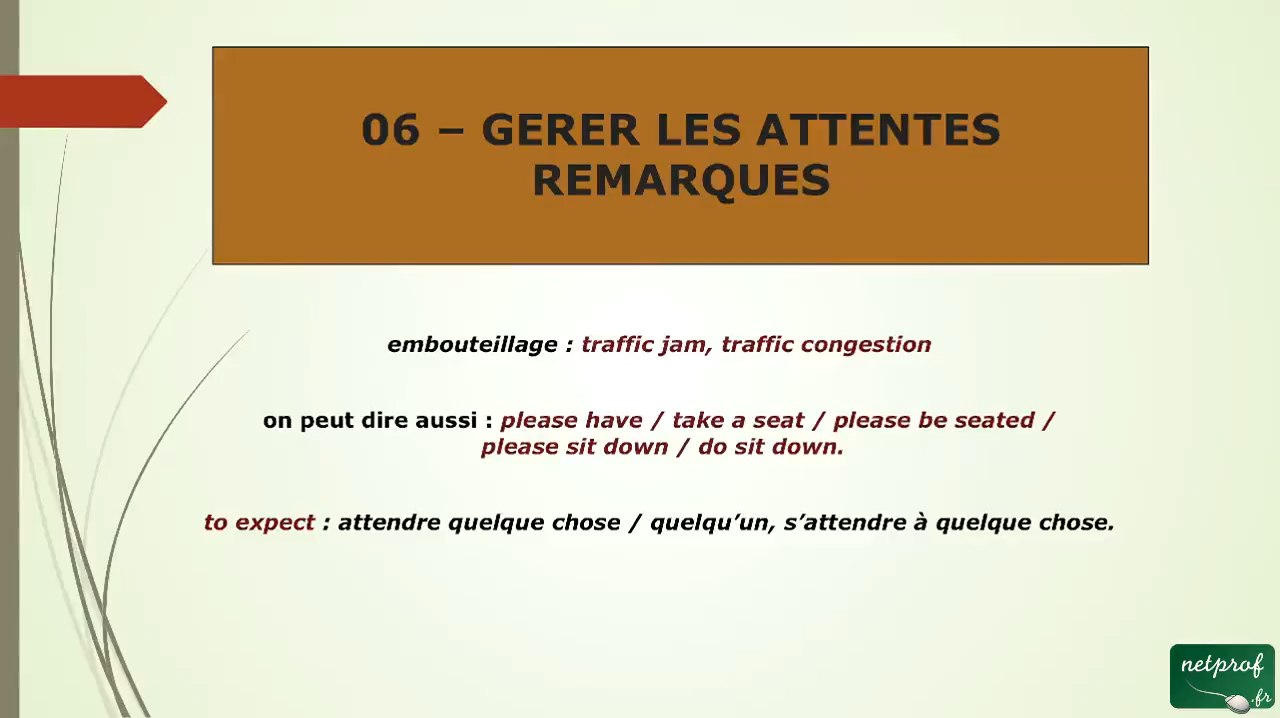 06 – GERER LES ATTENTES
REMARQUES
embouteillage : traffic jam, traffic congestion
on peut dire aussi : please have / take a seat / please be seated /
please sit down / do sit down.
to expect : attendre quelque chose / quelqu’un, s’attendre à quelque chose.
netprof
.fr